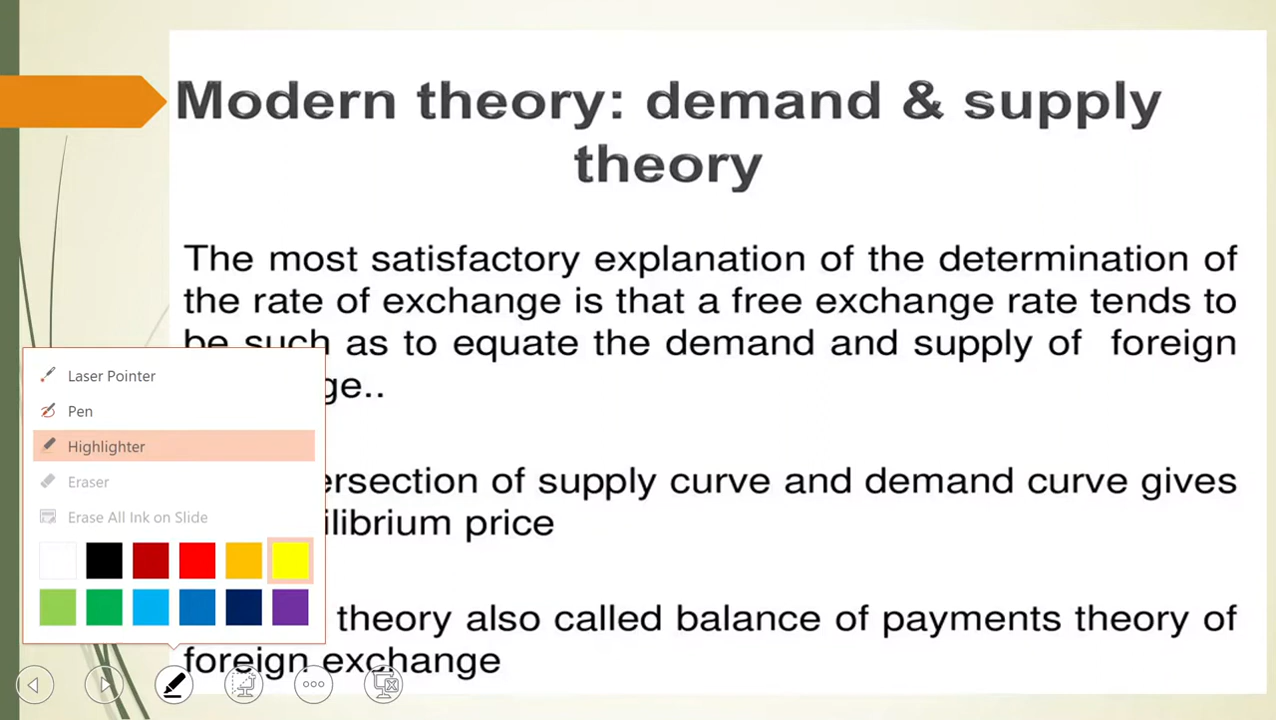 Modern theory: demand & supply
theory
The most satisfactory explanation of the determination of
the rate of exchange is that a free exchange rate tends to
be such as to equate the demand and supply of foreign
ge..
ersection of supply curve and demand curve gives
ilibrium price
theory also called balance of payments theory of
foreign exchange
Laser Pointer
Pen
Highlighter
Eraser
Erase All Ink on Slide